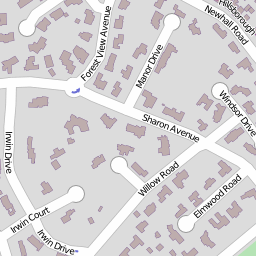 Hillsborough
Newhall Road
Forest View Avenue
Manor Drive
Windsor Drive
Sharon Avenue
Irwin Drive
Willow Road
Elmwood Road
Irwin Court
Irwin Drive